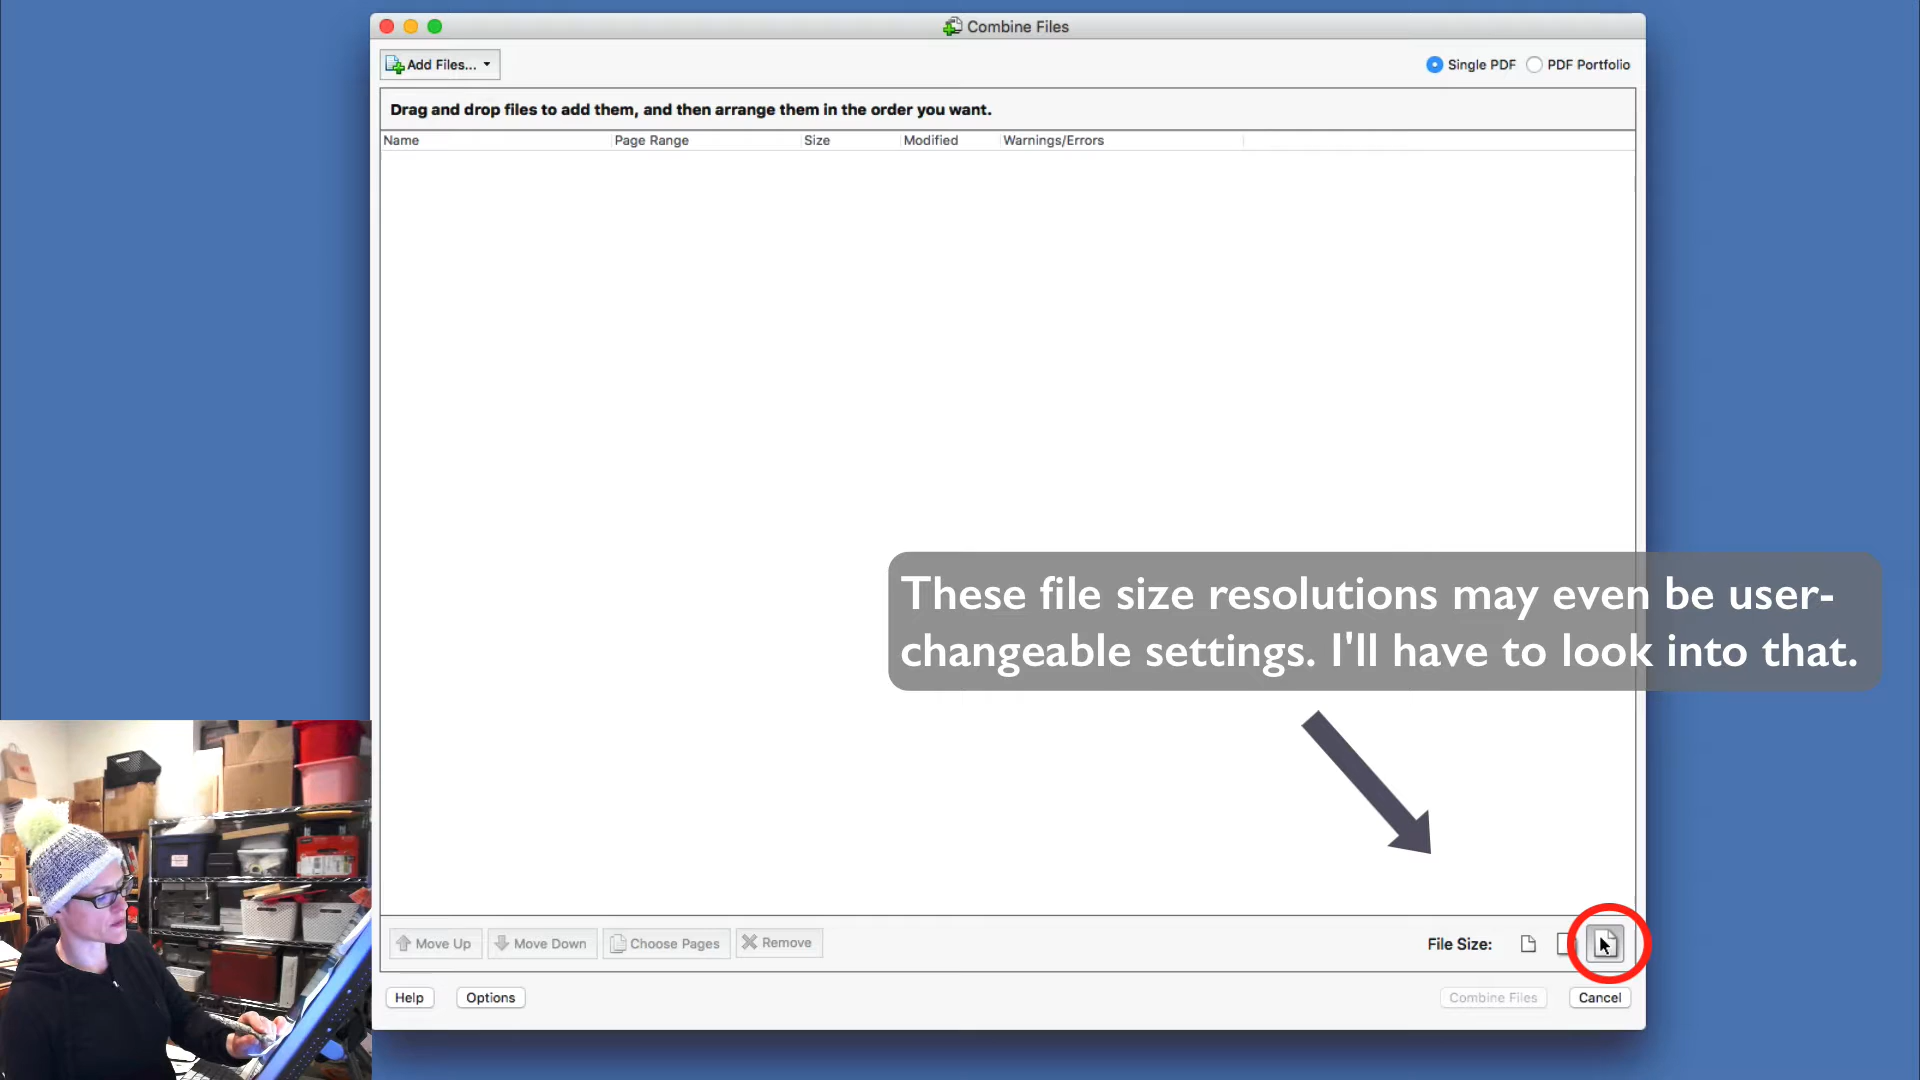 Combine Files
Add Files...
Single PDF
PDF Portfolio
Drag and drop files to add them, and then arrange them in the order you want.
Name
Page Range
Size
Modified
Warnings/Errors
These file size resolutions may even be user-
changeable settings. I'll have to look into that.
Move Up
Move Down
Choose Pages
Remove
File Size:
Help
Options
Combine Files
Cancel